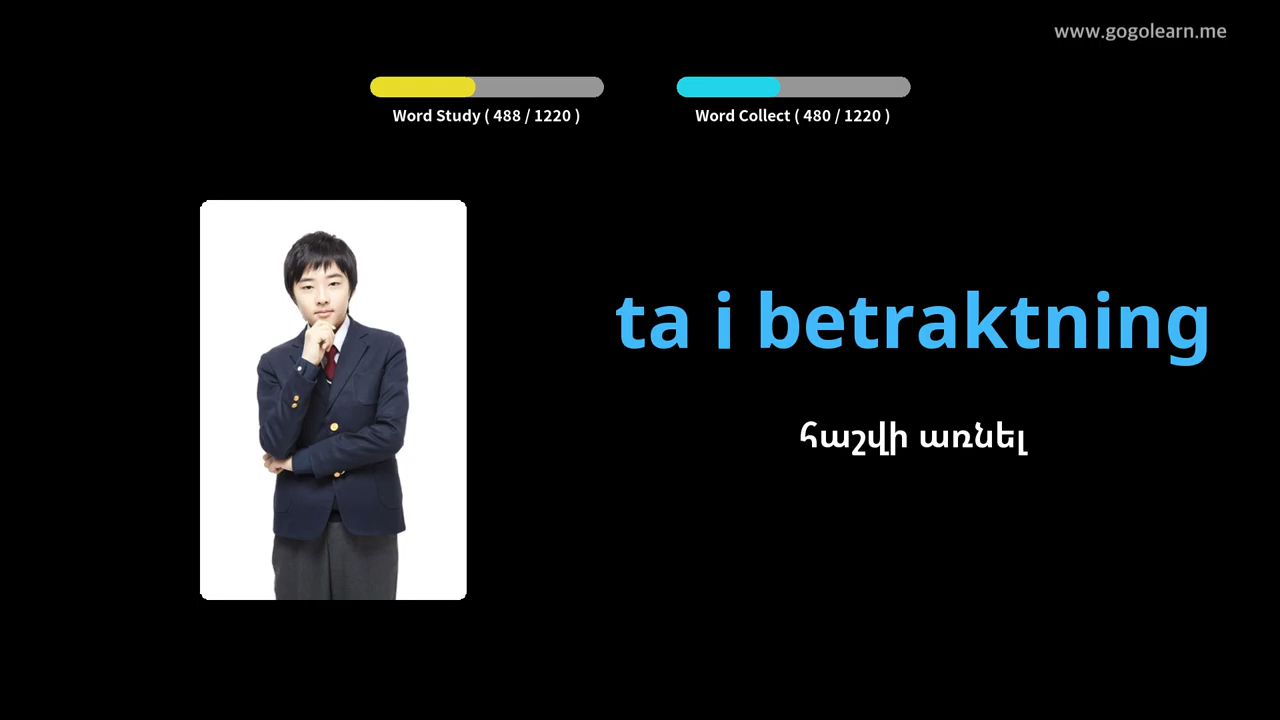 www.gogolearn.me
Word Study ( 488 / 1220 )
Word Collect ( 480 / 1220 )
ta i betraktning
հաշվի առնել